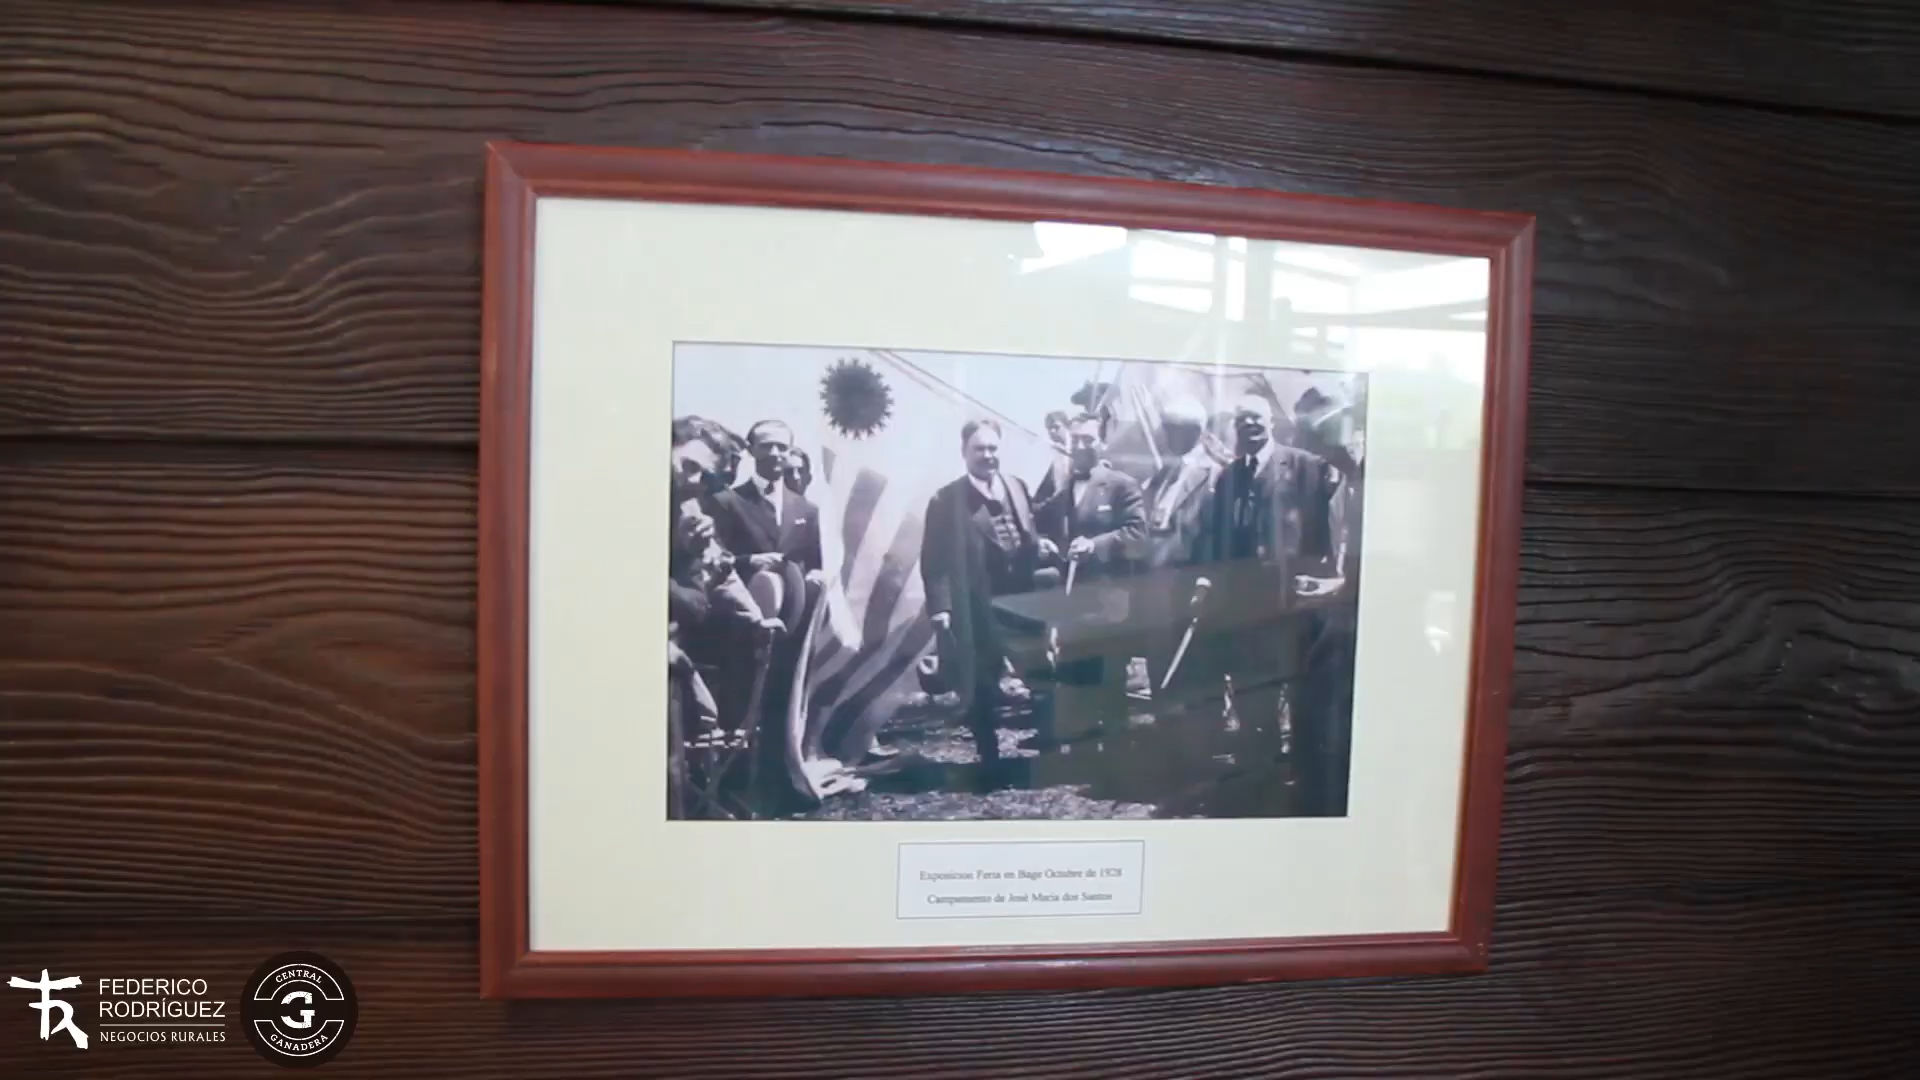 Exposicion Feria en Bage Octubre de 1928
Campamento de José Maria dos Santos
FEDERICO
RODRÍGUEZ
NEGOCIOS RURALES
CENTRAL
G
GANADERA